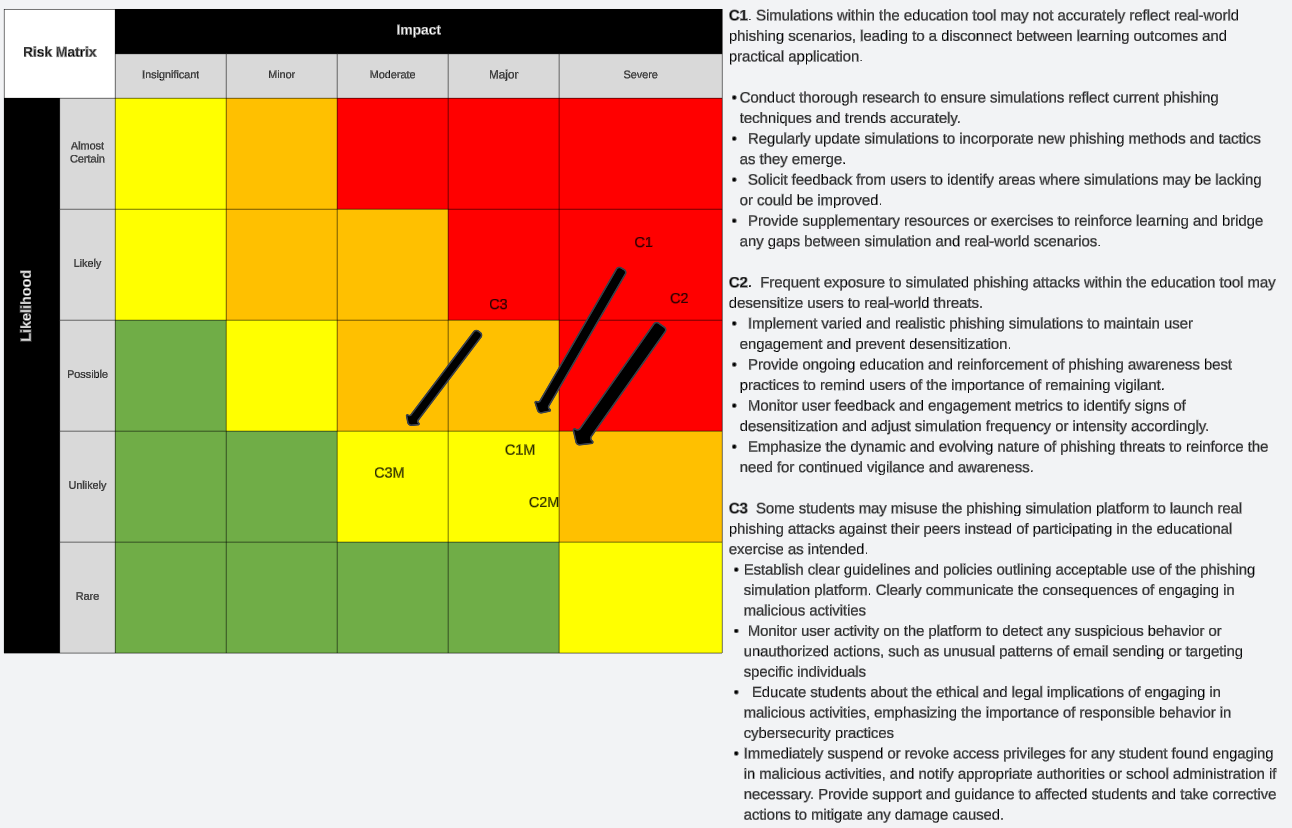 Risk Matrix
Impact
Insignificant
Minor
Moderate
Major
Severe
Likelihood
Almost
Certain
Likely
C1
C2
C3
Possible
Unlikely
C1M
C3M
C2M
Rare
C1. Simulations within the education tool may not accurately reflect real-world
phishing scenarios, leading to a disconnect between learning outcomes and
practical application.
• Conduct thorough research to ensure simulations reflect current phishing
techniques and trends accurately.
• Regularly update simulations to incorporate new phishing methods and tactics
as they emerge.
• Solicit feedback from users to identify areas where simulations may be lacking
or could be improved.
• Provide supplementary resources or exercises to reinforce learning and bridge
any gaps between simulation and real-world scenarios.
C2. Frequent exposure to simulated phishing attacks within the education tool may
desensitize users to real-world threats.
• Implement varied and realistic phishing simulations to maintain user
engagement and prevent desensitization.
• Provide ongoing education and reinforcement of phishing awareness best
practices to remind users of the importance of remaining vigilant.
• Monitor user feedback and engagement metrics to identify signs of
desensitization and adjust simulation frequency or intensity accordingly.
• Emphasize the dynamic and evolving nature of phishing threats to reinforce the
need for continued vigilance and awareness.
C3 Some students may misuse the phishing simulation platform to launch real
phishing attacks against their peers instead of participating in the educational
exercise as intended.
• Establish clear guidelines and policies outlining acceptable use of the phishing
simulation platform. Clearly communicate the consequences of engaging in
malicious activities
• Monitor user activity on the platform to detect any suspicious behavior or
unauthorized actions, such as unusual patterns of email sending or targeting
specific individuals
• Educate students about the ethical and legal implications of engaging in
malicious activities, emphasizing the importance of responsible behavior in
cybersecurity practices
• Immediately suspend or revoke access privileges for any student found engaging
in malicious activities, and notify appropriate authorities or school administration if
necessary. Provide support and guidance to affected students and take corrective
actions to mitigate any damage caused.